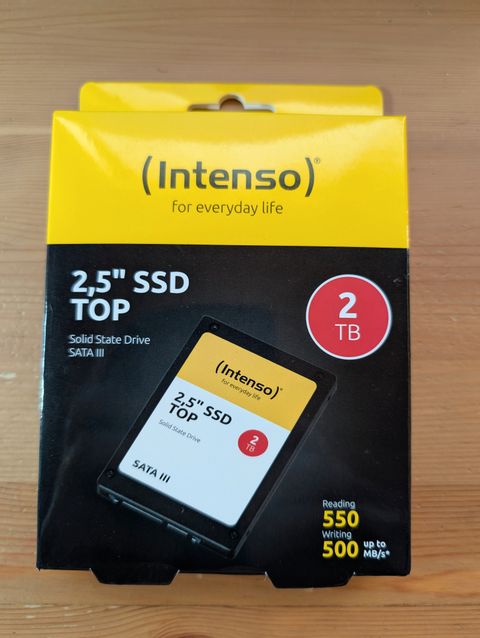 (Intenso)®
for everyday life
2,5" SSD
TOP
Solid State Drive
SATA III
2
TB
(Intenso)®
for everyday life
2,5" SSD
TOP
Solid State Drive
2
TB
SATA III
Reading
550
Writing
500 up to MB/s*